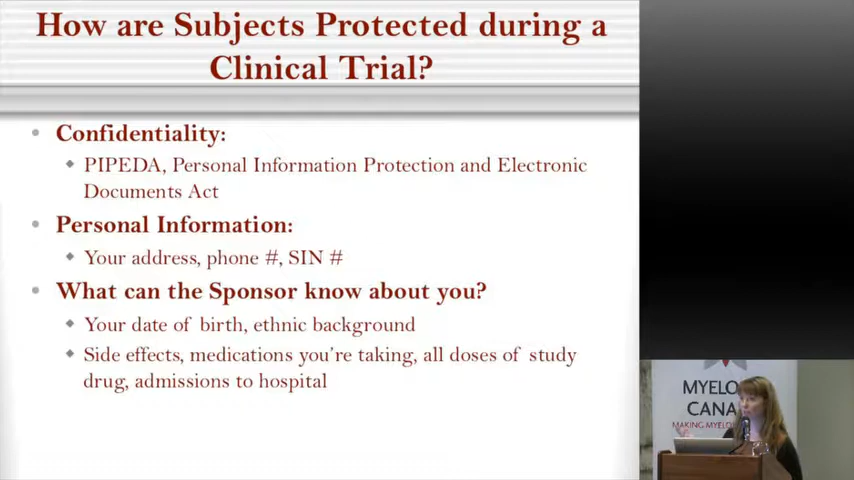 How are Subjects Protected during a
Clinical Trial?
• Confidentiality:
◆ PIPEDA, Personal Information Protection and Electronic
Documents Act
• Personal Information:
◆ Your address, phone #, SIN #
• What can the Sponsor know about you?
◆ Your date of birth, ethnic background
◆ Side effects, medications you're taking, all doses of study
drug, admissions to hospital
MYELO
CANA
MAKING MYELO